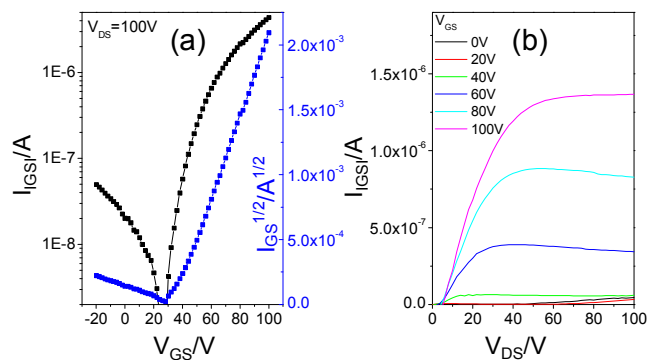 V_DS=100V
(a)
1E-6
1E-7
1E-8
I_IGSI/A
-20 0 20 40 60 80 100
V_GS/V
2.0x10^-3
1.5x10^-3
1.0x10^-3
5.0x10^-4
0.0
I_GS^1/2/A^1/2
V_GS
0V
20V
40V
60V
80V
100V
(b)
1.5x10^-6
1.0x10^-6
5.0x10^-7
0.0
I_IGSI/A
0 20 40 60 80 100
V_DS/V